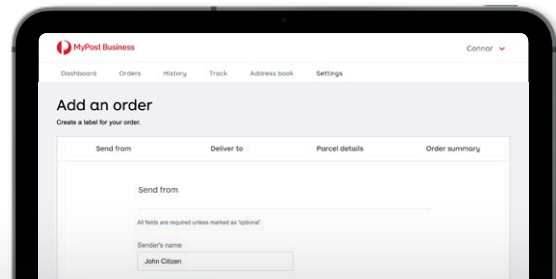 MyPost Business
Connor
Dashboard Orders History Track Address book Settings
Add an order
Create a label for your order.
Send from Deliver to Parcel details Order summary
Send from
All fields are required unless marked as 'optional'.
Sender's name
John Citizen